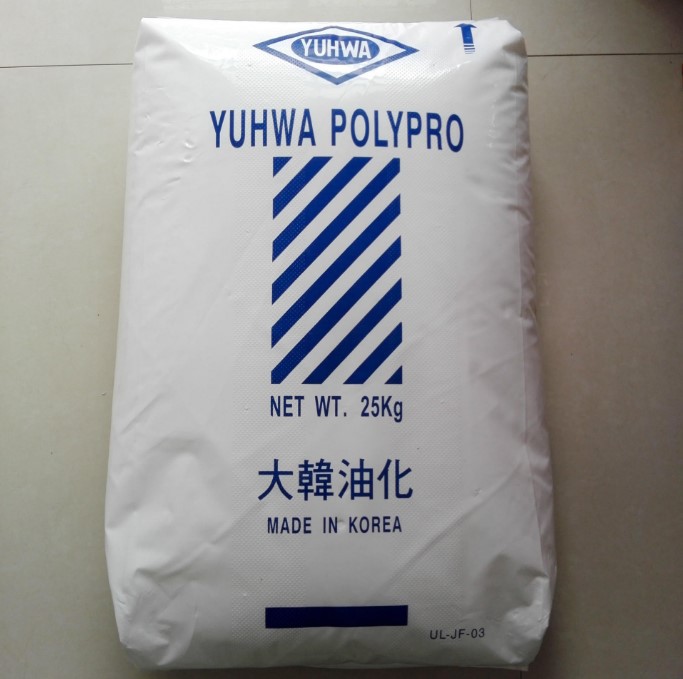 YUHWA
YUHWA POLYPRO
NET WT. 25Kg
大韓油化
MADE IN KOREA
UL-JF-03